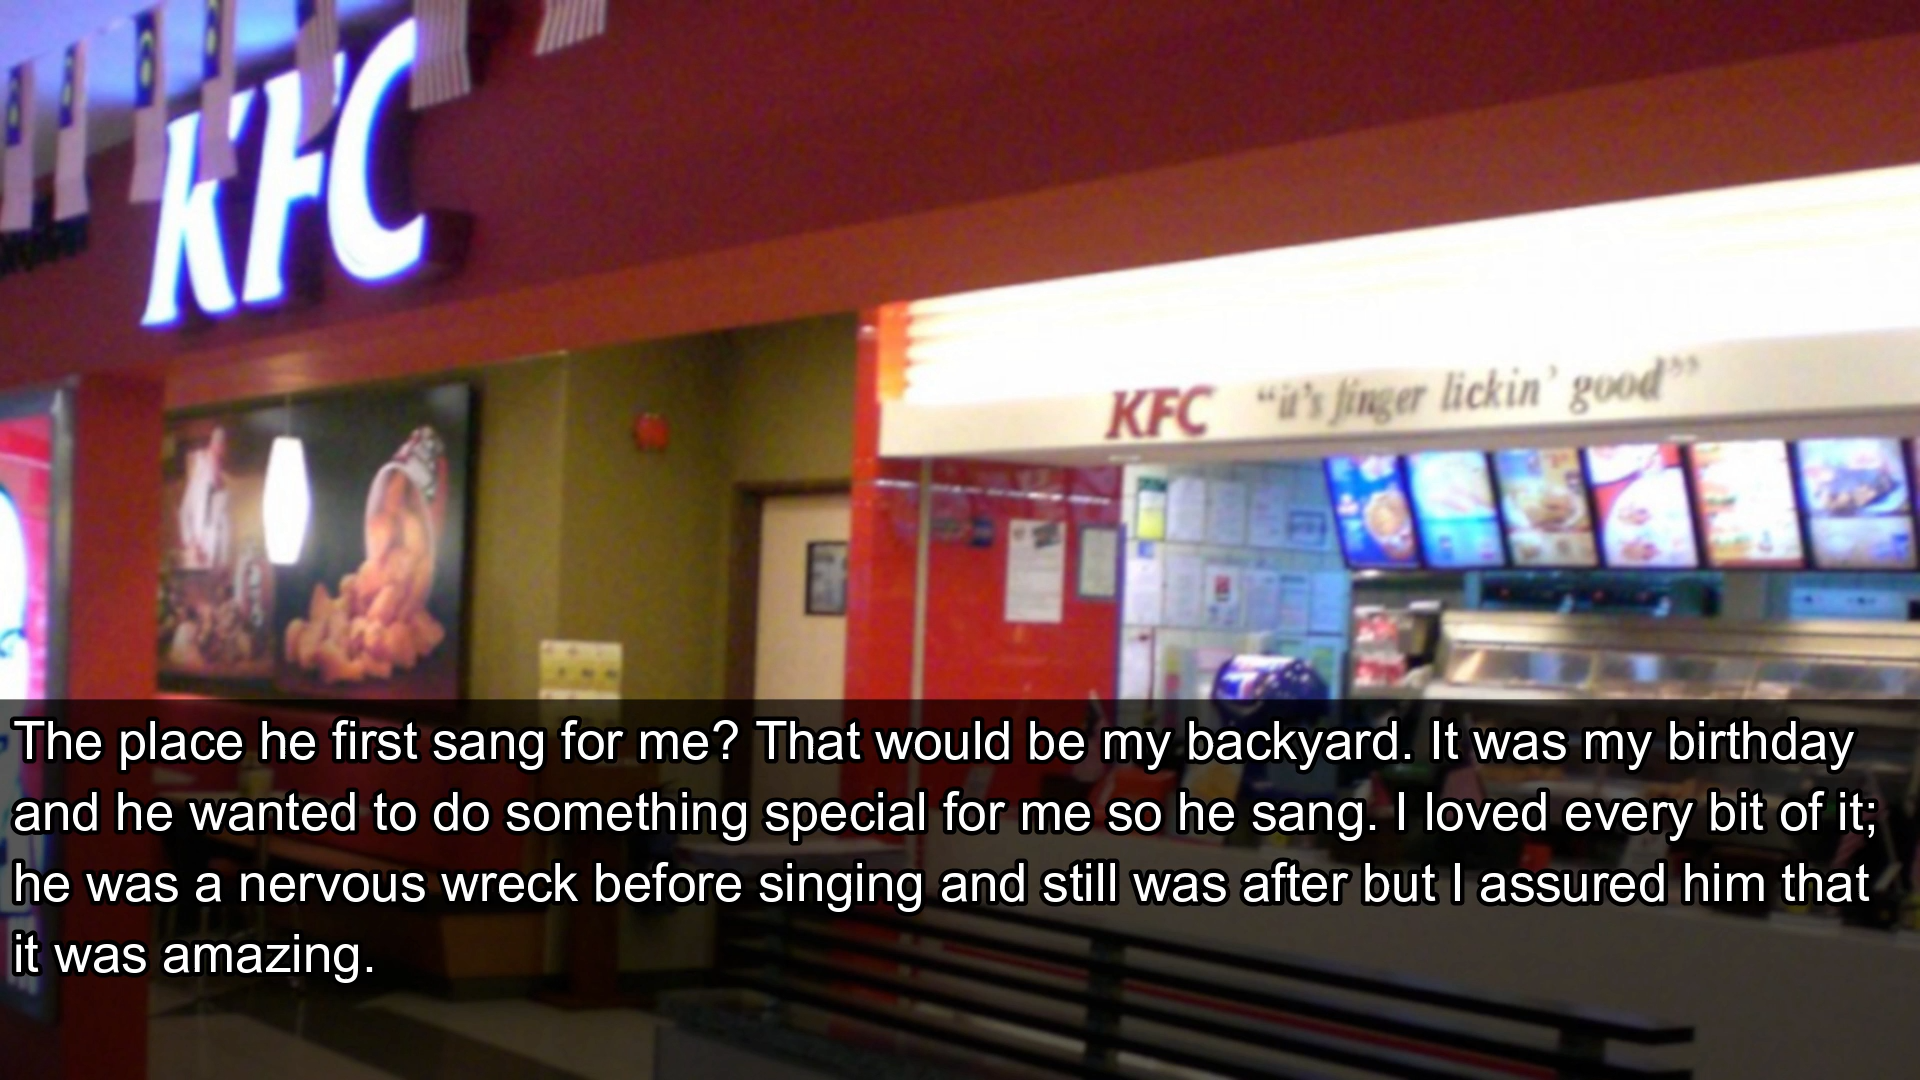 KFC
KFC "it's finger lickin' good"
The place he first sang for me? That would be my backyard. It was my birthday
and he wanted to do something special for me so he sang. I loved every bit of it;
he was a nervous wreck before singing and still was after but I assured him that
it was amazing.